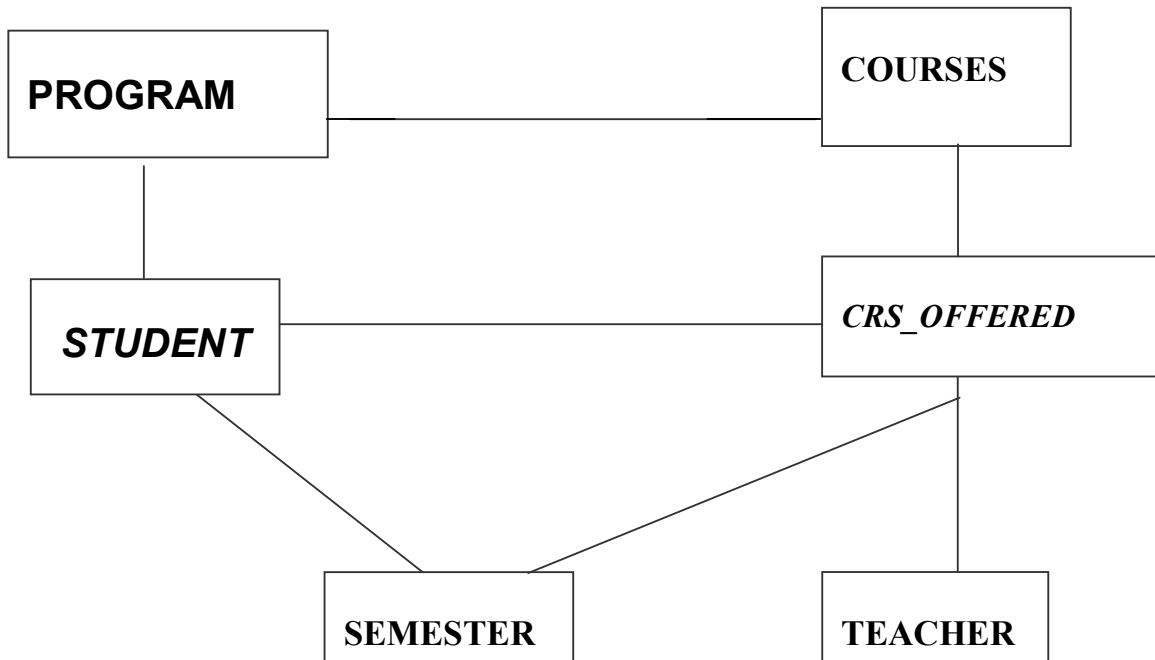 PROGRAM
COURSES
STUDENT
CRS_OFFERED
SEMESTER
TEACHER